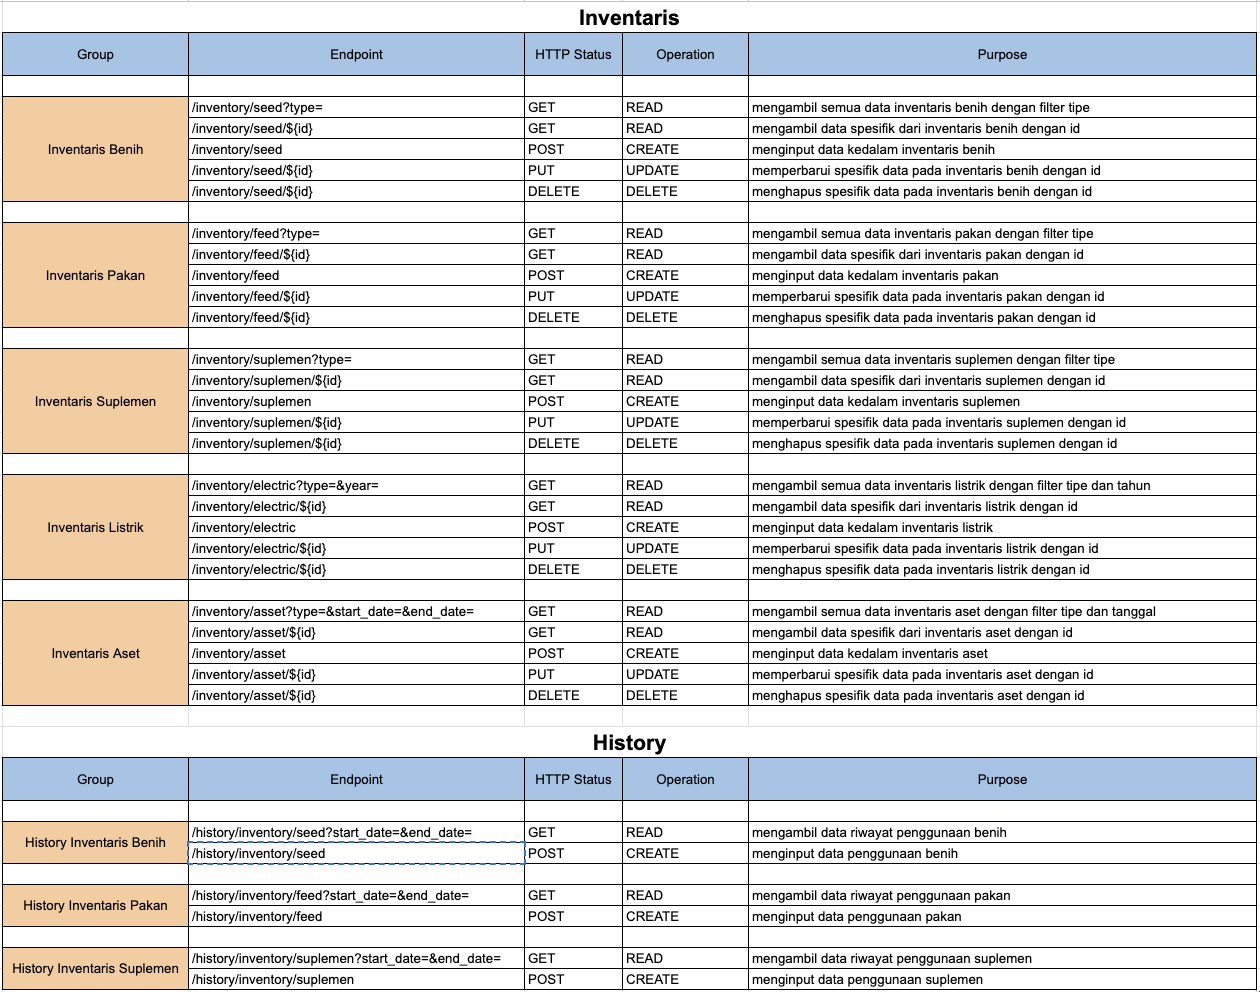 Inventaris
Group Endpoint HTTP Status Operation Purpose
/inventory/seed?type= GET READ mengambil semua data inventaris benih dengan filter tipe
/inventory/seed/${id} GET READ mengambil data spesifik dari inventaris benih dengan id
Inventaris Benih /inventory/seed POST CREATE menginput data kedalam inventaris benih
/inventory/seed/${id} PUT UPDATE memperbarui spesifik data pada inventaris benih dengan id
/inventory/seed/${id} DELETE DELETE menghapus spesifik data pada inventaris benih dengan id
/inventory/feed?type= GET READ mengambil semua data inventaris pakan dengan filter tipe
/inventory/feed/${id} GET READ mengambil data spesifik dari inventaris pakan dengan id
Inventaris Pakan /inventory/feed POST CREATE menginput data kedalam inventaris pakan
/inventory/feed/${id} PUT UPDATE memperbarui spesifik data pada inventaris pakan dengan id
/inventory/feed/${id} DELETE DELETE menghapus spesifik data pada inventaris pakan dengan id
/inventory/suplemen?type= GET READ mengambil semua data inventaris suplemen dengan filter tipe
/inventory/suplemen/${id} GET READ mengambil data spesifik dari inventaris suplemen dengan id
Inventaris Suplemen /inventory/suplemen POST CREATE menginput data kedalam inventaris suplemen
/inventory/suplemen/${id} PUT UPDATE memperbarui spesifik data pada inventaris suplemen dengan id
/inventory/suplemen/${id} DELETE DELETE menghapus spesifik data pada inventaris suplemen dengan id
/inventory/electric?type=&year= GET READ mengambil semua data inventaris listrik dengan filter tipe dan tahun
/inventory/electric/${id} GET READ mengambil data spesifik dari inventaris listrik dengan id
Inventaris Listrik /inventory/electric POST CREATE menginput data kedalam inventaris listrik
/inventory/electric/${id} PUT UPDATE memperbarui spesifik data pada inventaris listrik dengan id
/inventory/electric/${id} DELETE DELETE menghapus spesifik data pada inventaris listrik dengan id
/inventory/asset?type=&start_date=&end_date= GET READ mengambil semua data inventaris aset dengan filter tipe dan tanggal
/inventory/asset/${id} GET READ mengambil data spesifik dari inventaris aset dengan id
Inventaris Aset /inventory/asset POST CREATE menginput data kedalam inventaris aset
/inventory/asset/${id} PUT UPDATE memperbarui spesifik data pada inventaris aset dengan id
/inventory/asset/${id} DELETE DELETE menghapus spesifik data pada inventaris aset dengan id
History
Group Endpoint HTTP Status Operation Purpose
History Inventaris Benih /history/inventory/seed?start_date=&end_date= GET READ mengambil data riwayat penggunaan benih
/history/inventory/seed POST CREATE menginput data penggunaan benih
History Inventaris Pakan /history/inventory/feed?start_date=&end_date= GET READ mengambil data riwayat penggunaan pakan
/history/inventory/feed POST CREATE menginput data penggunaan pakan
History Inventaris Suplemen /history/inventory/suplemen?start_date=&end_date= GET READ mengambil data riwayat penggunaan suplemen
/history/inventory/suplemen POST CREATE menginput data penggunaan suplemen